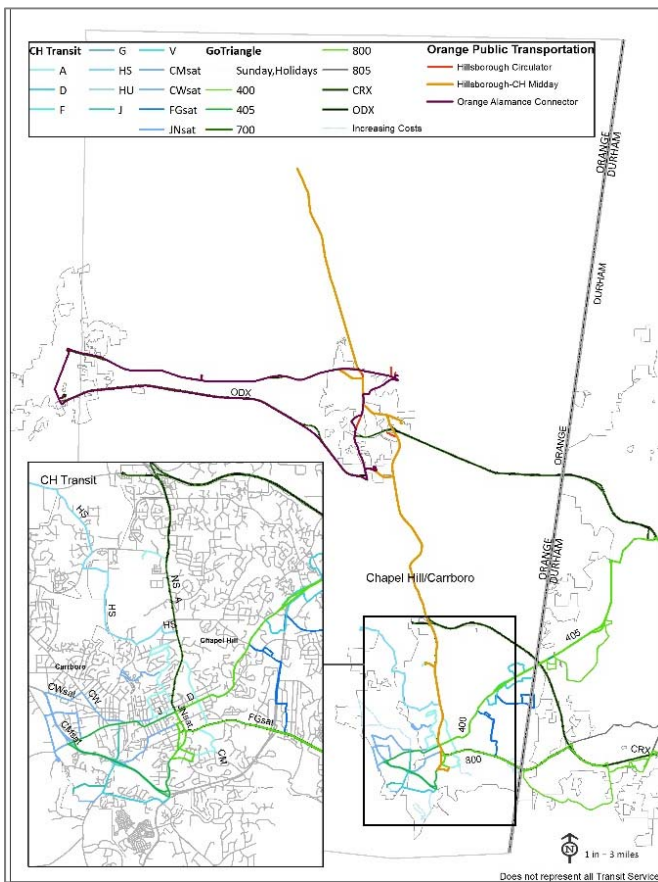 CH Transit
A
D
F
G
HS
HU
J
V
CMsat
CWsat
FGsat
JNsat
GoTriangle
Sunday,Holidays
400
405
700
800
805
CRX
ODX
Increasing Costs
Orange Public Transportation
Hillsborough Circulator
Hillsborough-CH Midday
Orange Alamance Connector
ORANGE
DURHAM
DURHAM
ODX
ORANGE
ORANGE
DURHAM
CH Transit
HS
HS
NS
A
HS
Chapel Hill
Carrboro
CWsat
CW
CMsat
JNsat
D
FGsat
CM
Chapel Hill/Carrboro
405
400
800
CRX
N
1 in - 3 miles
Does not represent all Transit Service